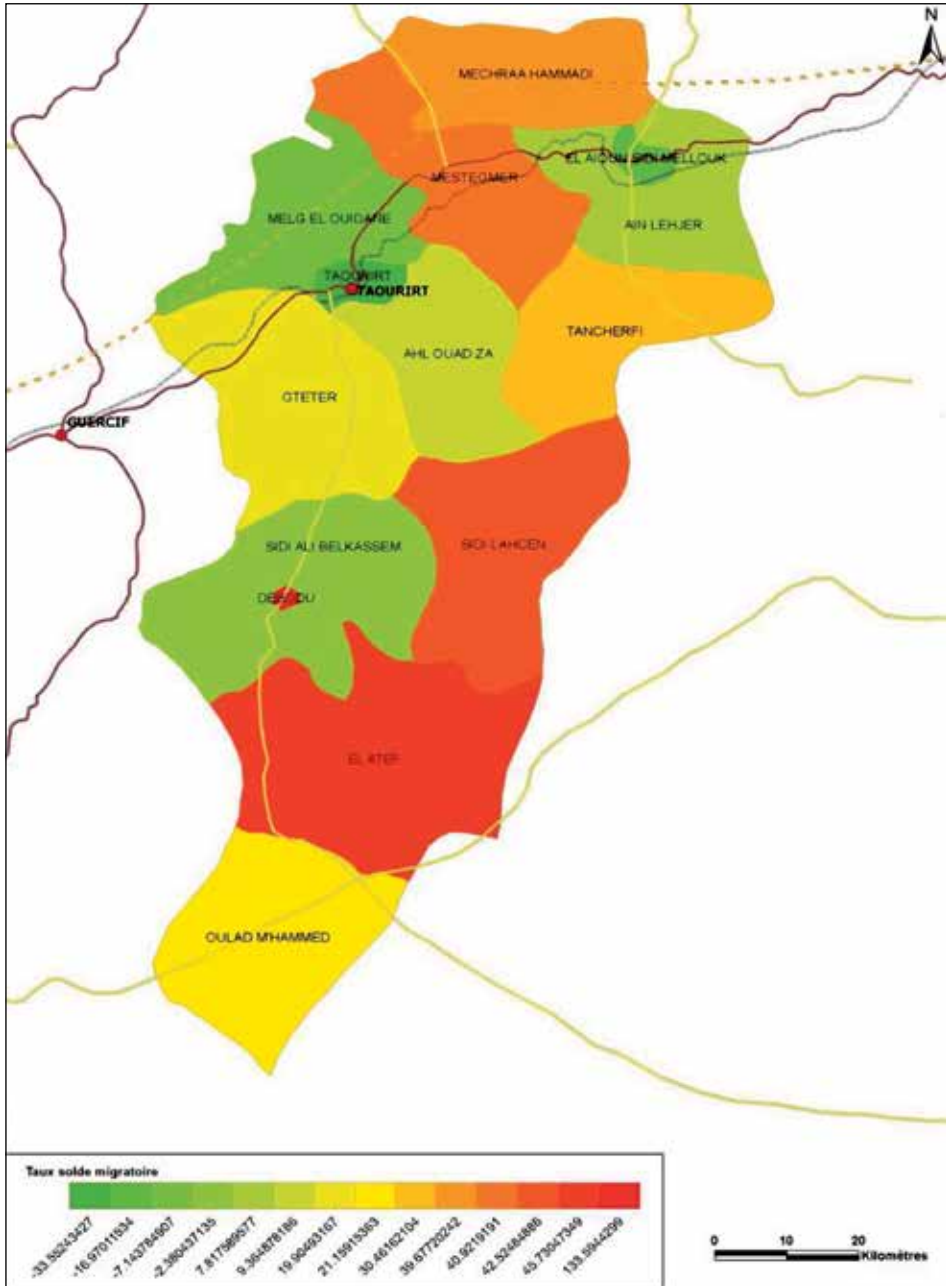 N
MECHRAA HAMMADI
EL AIOUN SIDI MELLOUK
MESTEGMER
MELG EL OUIDANE
AIN LEHJER
TAOURIRT
TAOURIRT
TANCHERFI
AHL OUAD ZA
GTETER
GUERCIF
SIDI ALI BELKASSEM
SIDI LAHCEN
DEBDOU
EL ATEF
OULAD M'HAMMED
Taux solde migratoire
-33.55243427
-16.97011534
-7.143784907
-2.380437135
7.817589577
9.364878186
19.90493167
21.15915363
30.46162104
39.67720242
40.9219191
42.52484886
45.73047349
133.5944299
0 10 20
Kilomètres